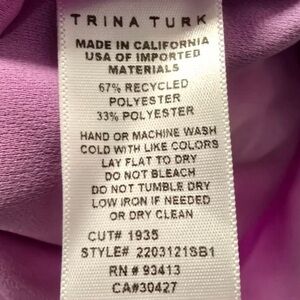 TRINA TURK
MADE IN CALIFORNIA
USA OF IMPORTED
MATERIALS
67% RECYCLED
POLYESTER
33% POLYESTER
HAND OR MACHINE WASH
COLD WITH LIKE COLORS
LAY FLAT TO DRY
DO NOT BLEACH
DO NOT TUMBLE DRY
LOW IRON IF NEEDED
OR DRY CLEAN
CUT# 1935
STYLE# 2203121SB1
RN # 93413
CA#30427